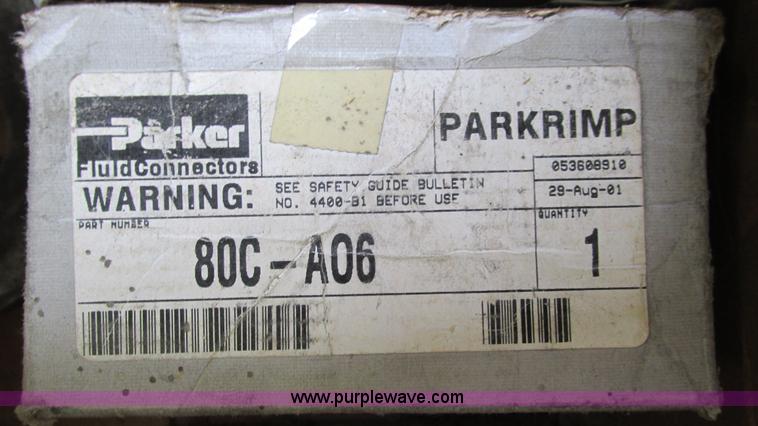 Parker
FluidConnectors
PARKRIMP
053608910
WARNING:
SEE SAFETY GUIDE BULLETIN
NO. 4400-B1 BEFORE USE
29-Aug-01
PART NUMBER
80C-A06
QUANTITY
1
www.purplewave.com